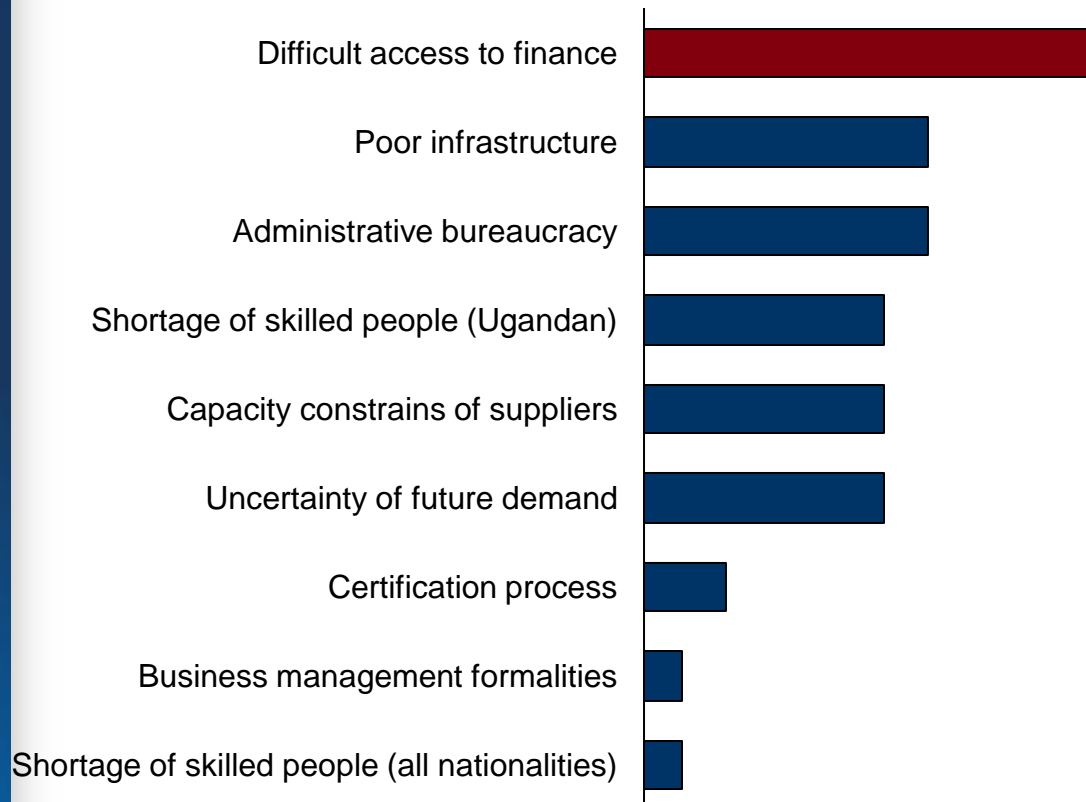 Difficult access to finance
Poor infrastructure
Administrative bureaucracy
Shortage of skilled people (Ugandan)
Capacity constrains of suppliers
Uncertainty of future demand
Certification process
Business management formalities
Shortage of skilled people (all nationalities)